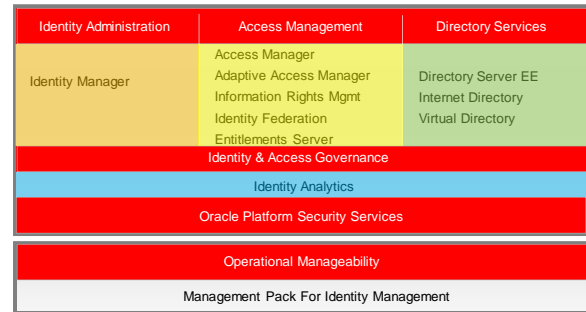 Identity Administration
Access Management
Directory Services
Identity Manager
Access Manager
Adaptive Access Manager
Information Rights Mgmt
Identity Federation
Entitlements Server
Directory Server EE
Internet Directory
Virtual Directory
Identity & Access Governance
Identity Analytics
Oracle Platform Security Services
Operational Manageability
Management Pack For Identity Management